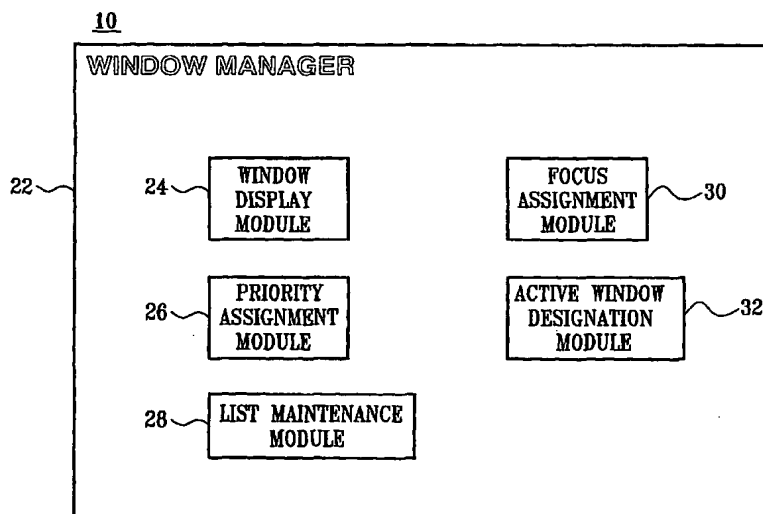 10
WINDOW MANAGER
22
24
WINDOW
DISPLAY
MODULE
FOCUS
ASSIGNMENT
MODULE
30
26
PRIORITY
ASSIGNMENT
MODULE
ACTIVE WINDOW
DESIGNATION
MODULE
32
28
LIST MAINTENANCE
MODULE